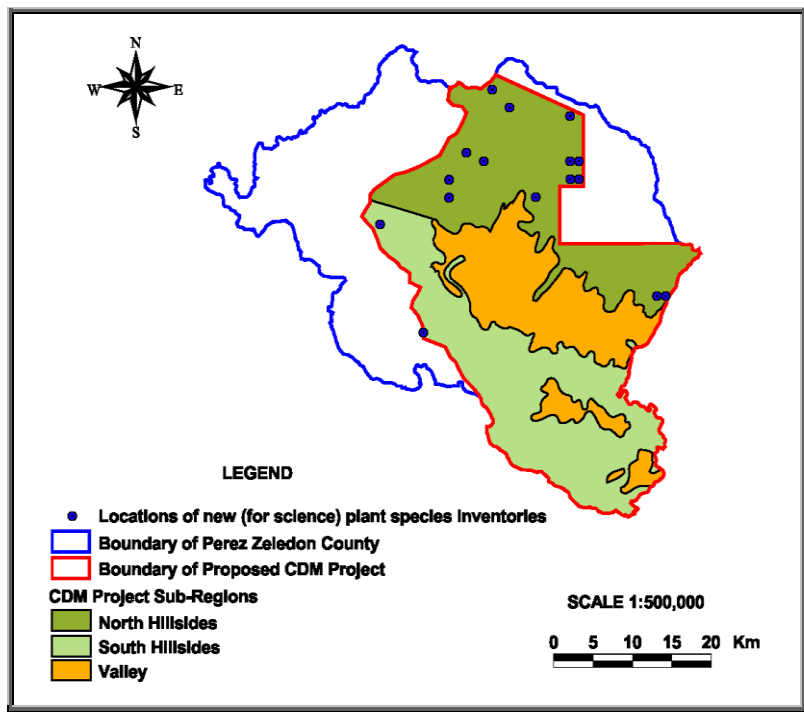 N
W E
S
LEGEND
Locations of new (for science) plant species inventories
Boundary of Perez Zeledon County
Boundary of Proposed CDM Project
CDM Project Sub-Regions
North Hillsides
South Hillsides
Valley
SCALE 1:500,000
0 5 10 15 20 Km